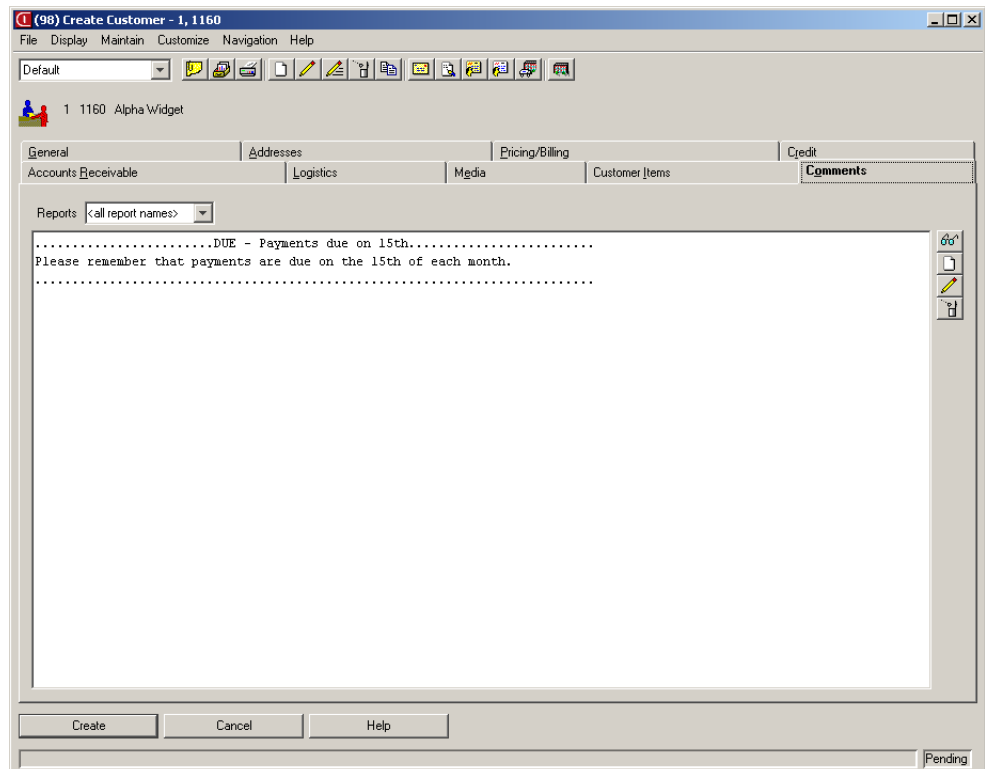 (98) Create Customer - 1, 1160
File Display Maintain Customize Navigation Help
Default
1 1160 Alpha Widget
General Addresses Pricing/Billing Credit
Accounts Receivable Logistics Media Customer Items Comments
Reports <all report names>
........................DUE - Payments due on 15th.........................
Please remember that payments are due on the 15th of each month.
...........................................................................
Create Cancel Help
Pending